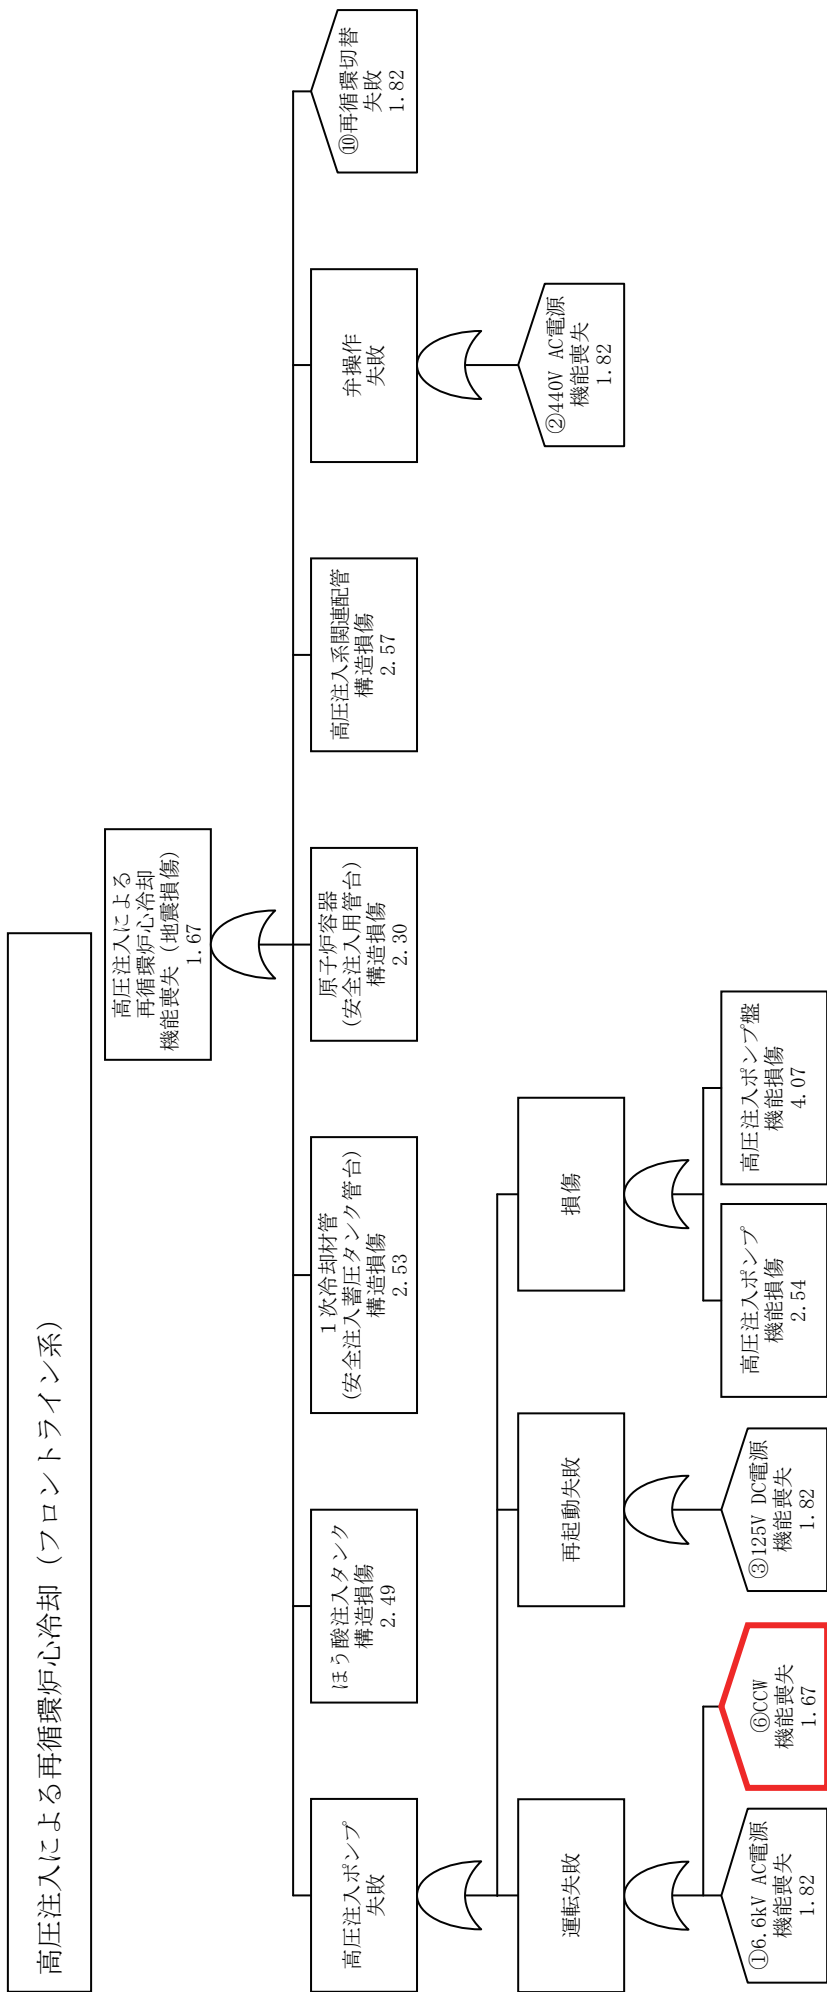 高圧注入による再循環炉心冷却(フロントライン系)
高圧注入による
再循環炉心冷却
機能喪失(地震損傷)
1.67
高圧注入ポンプ
失敗
ほう酸注入タンク
構造損傷
2.49
1次冷却材管
(安全注入蓄圧タンク管台)
構造損傷
2.53
原子炉容器
(安全注入用管台)
構造損傷
2.30
高圧注入系関連配管
構造損傷
2.57
弁操作
失敗
⑩再循環切替
失敗
1.82
運転失敗
再起動失敗
損傷
②440V AC電源
機能喪失
1.82
①6.6kV AC電源
機能喪失
1.82
⑥CCW
機能喪失
1.67
③125V DC電源
機能喪失
1.82
高圧注入ポンプ
機能損傷
2.54
高圧注入ポンプ盤
機能損傷
4.07